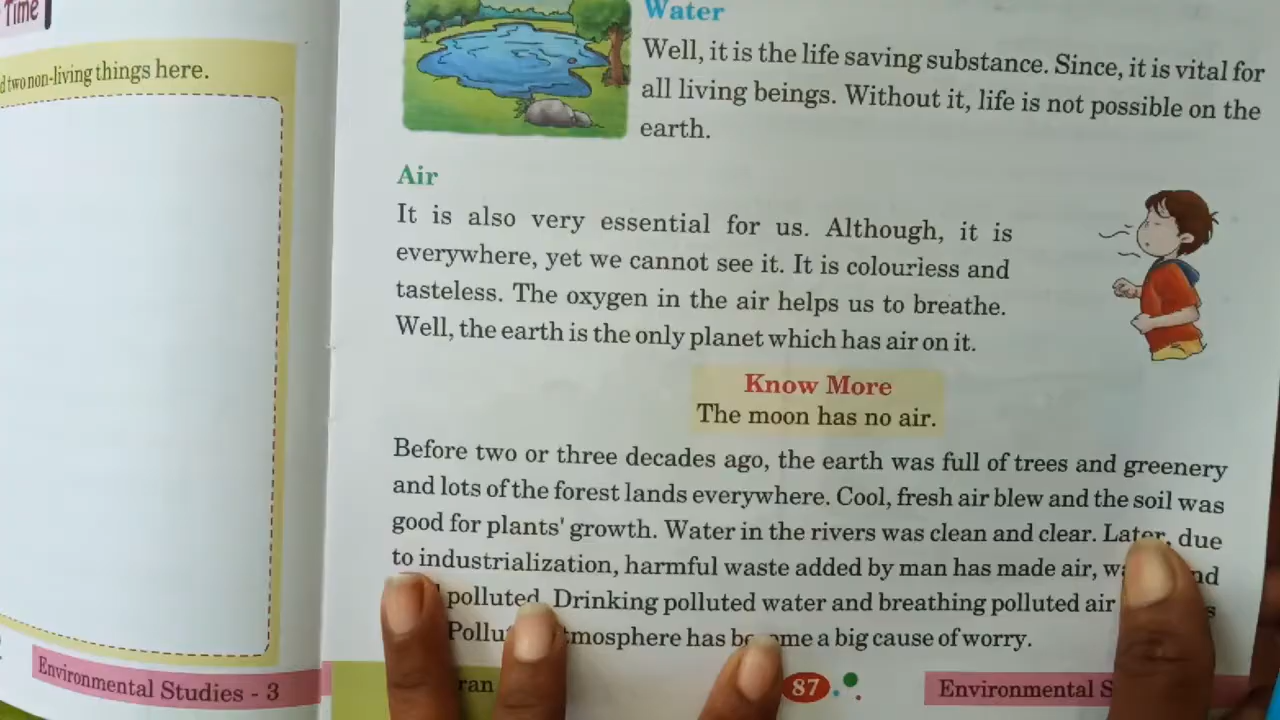 Time
two non-living things here.
Environmental Studies - 3
Water
Well, it is the life saving substance. Since, it is vital for
all living beings. Without it, life is not possible on the
earth.
Air
It is also very essential for us. Although, it is
everywhere, yet we cannot see it. It is colourless and
tasteless. The oxygen in the air helps us to breathe.
Well, the earth is the only planet which has air on it.
Know More
The moon has no air.
Before two or three decades ago, the earth was full of trees and greenery
and lots of the forest lands everywhere. Cool, fresh air blew and the soil was
good for plants' growth. Water in the rivers was clean and clear. Later, due
to industrialization, harmful waste added by man has made air,
polluted. Drinking polluted water and breathing polluted air
has become a big cause of worry.
87
Environmental